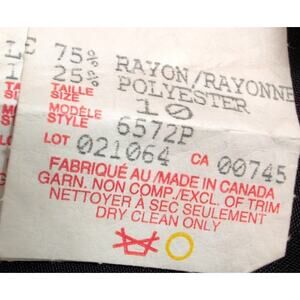 75% RAYON/RAYONNE
25% POLYESTER
TAILLE
SIZE 10
MODÈLE
STYLE 6572P
LOT 021064 CA 00745
FABRIQUÉ AU/MADE IN CANADA
GARN. NON COMP./EXCL. OF TRIM
NETTOYER À SEC SEULEMENT
DRY CLEAN ONLY